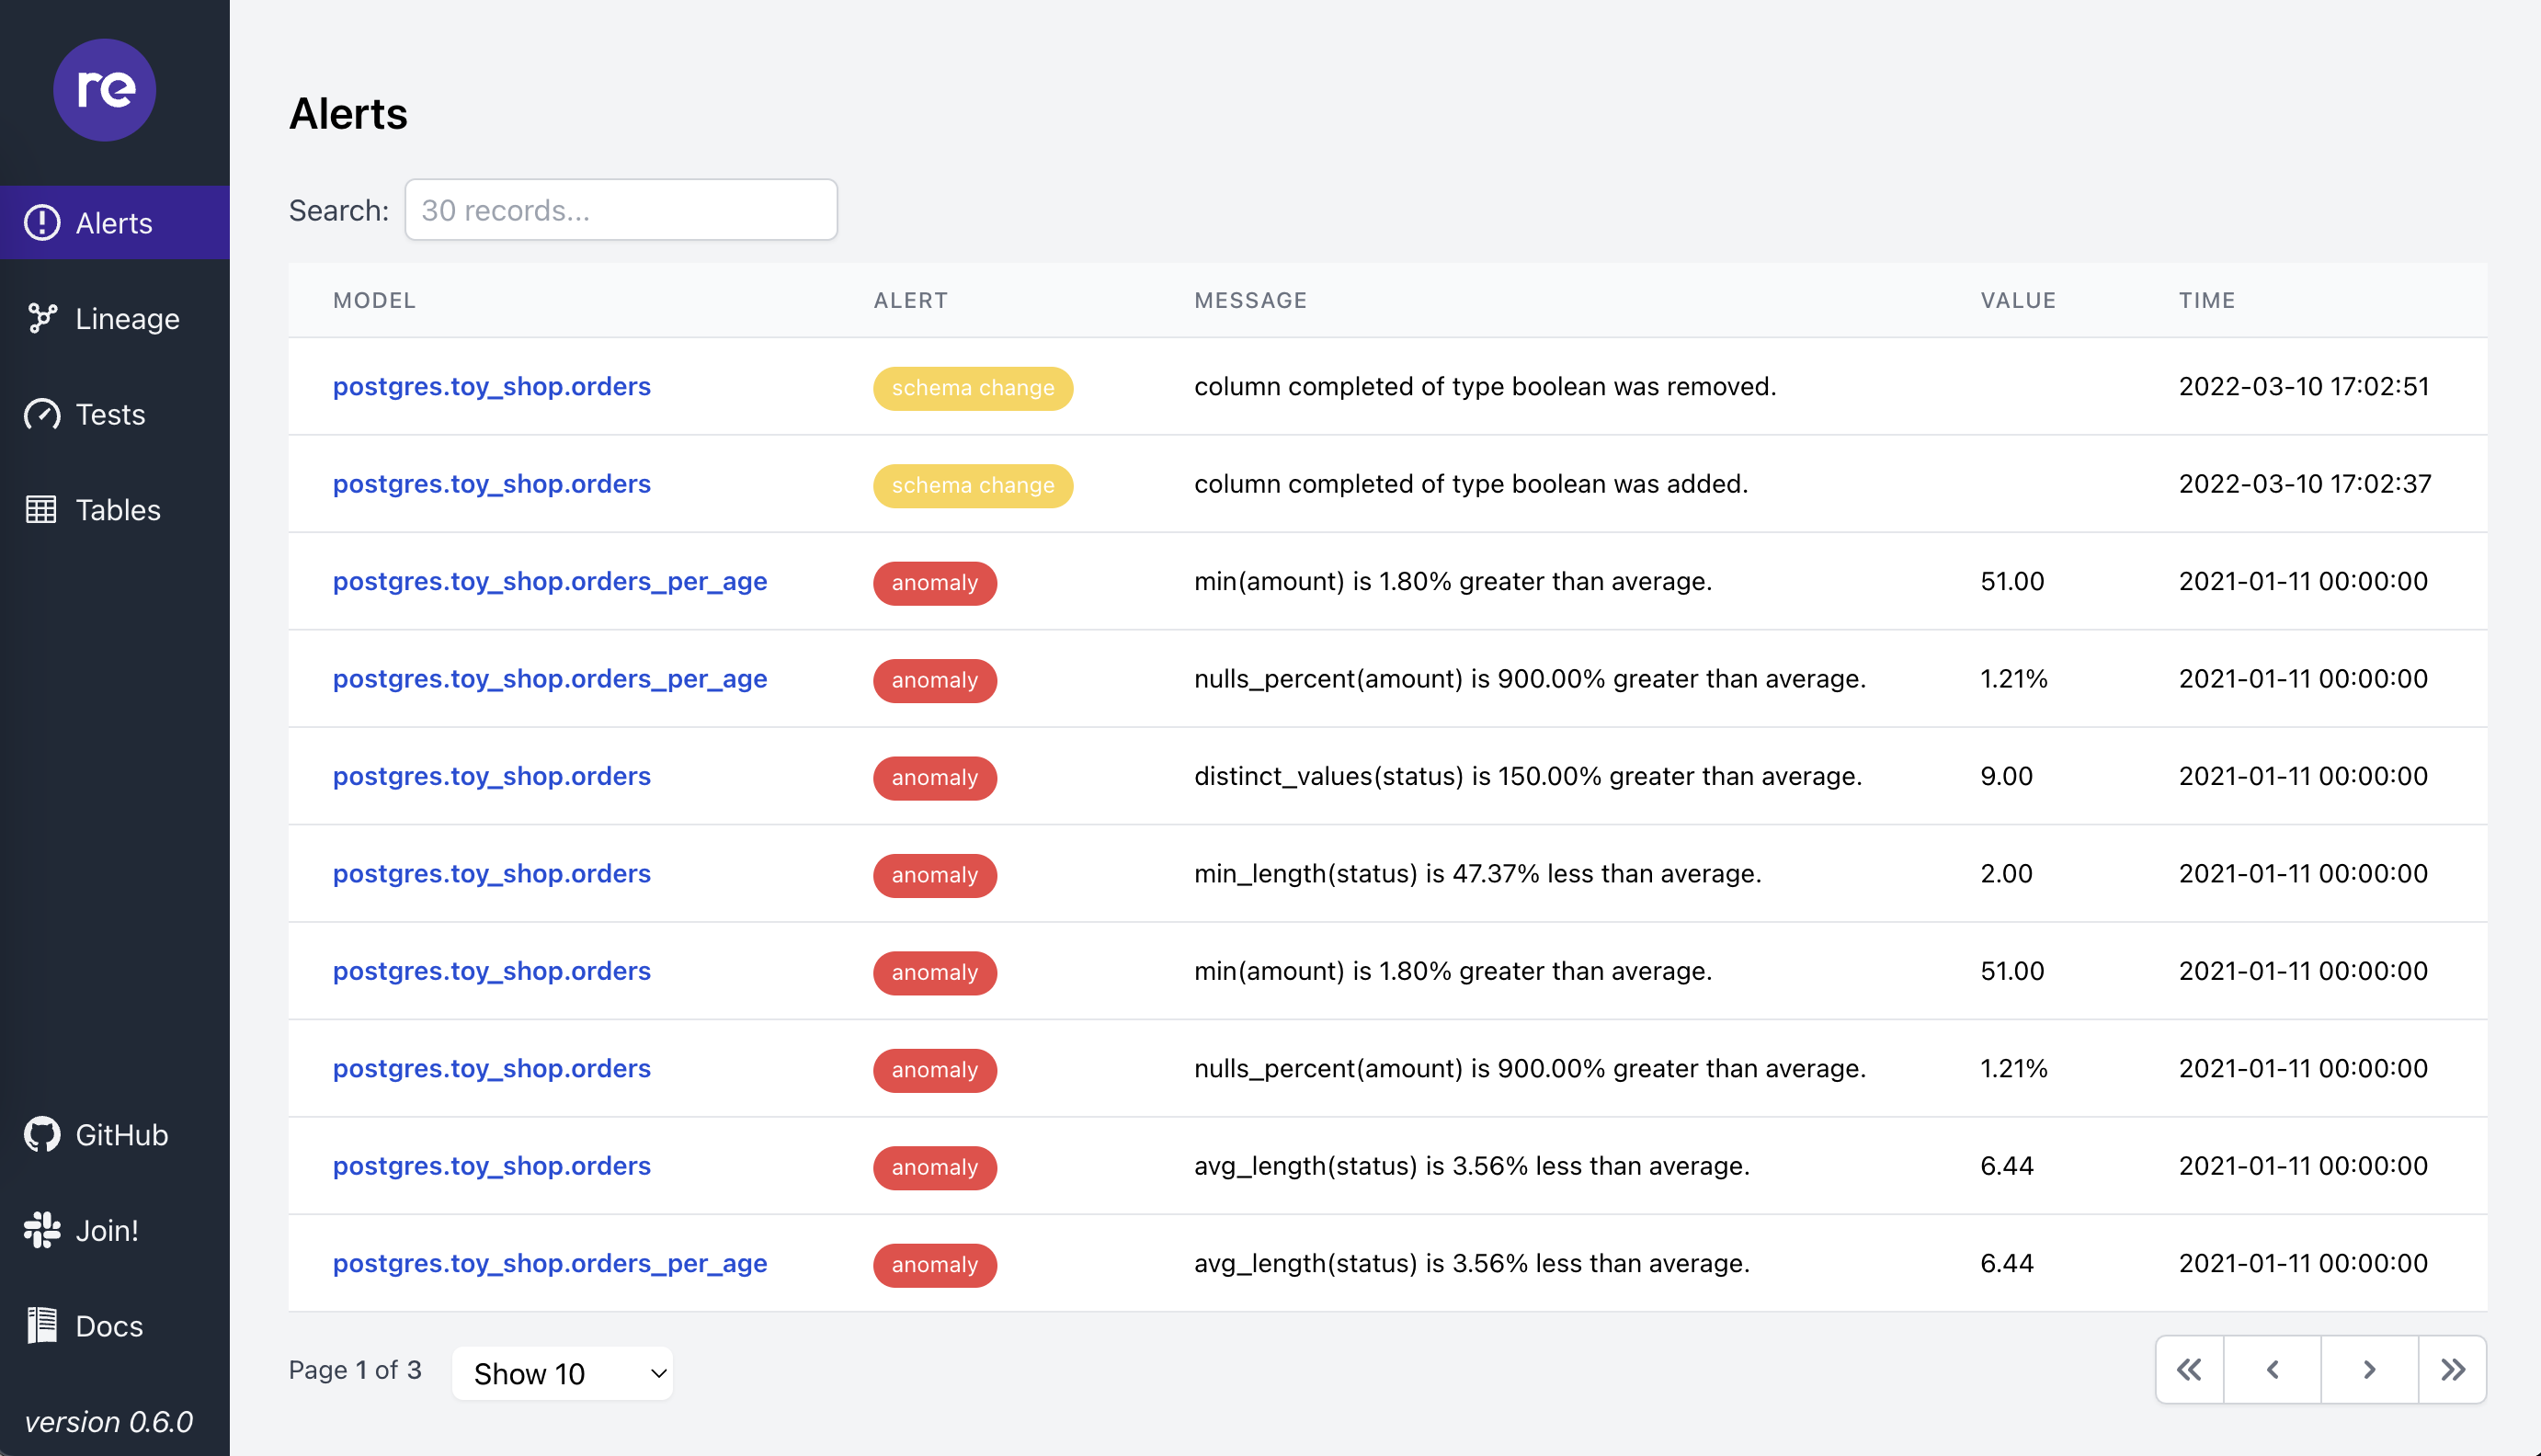 re
Alerts
Lineage
Tests
Tables
GitHub
Join!
Docs
version 0.6.0
Alerts
Search: 30 records...
MODEL ALERT MESSAGE VALUE TIME
postgres.toy_shop.orders schema change column completed of type boolean was removed. 2022-03-10 17:02:51
postgres.toy_shop.orders schema change column completed of type boolean was added. 2022-03-10 17:02:37
postgres.toy_shop.orders_per_age anomaly min(amount) is 1.80% greater than average. 51.00 2021-01-11 00:00:00
postgres.toy_shop.orders_per_age anomaly nulls_percent(amount) is 900.00% greater than average. 1.21% 2021-01-11 00:00:00
postgres.toy_shop.orders anomaly distinct_values(status) is 150.00% greater than average. 9.00 2021-01-11 00:00:00
postgres.toy_shop.orders anomaly min_length(status) is 47.37% less than average. 2.00 2021-01-11 00:00:00
postgres.toy_shop.orders anomaly min(amount) is 1.80% greater than average. 51.00 2021-01-11 00:00:00
postgres.toy_shop.orders anomaly nulls_percent(amount) is 900.00% greater than average. 1.21% 2021-01-11 00:00:00
postgres.toy_shop.orders anomaly avg_length(status) is 3.56% less than average. 6.44 2021-01-11 00:00:00
postgres.toy_shop.orders_per_age anomaly avg_length(status) is 3.56% less than average. 6.44 2021-01-11 00:00:00
Page 1 of 3 Show 10